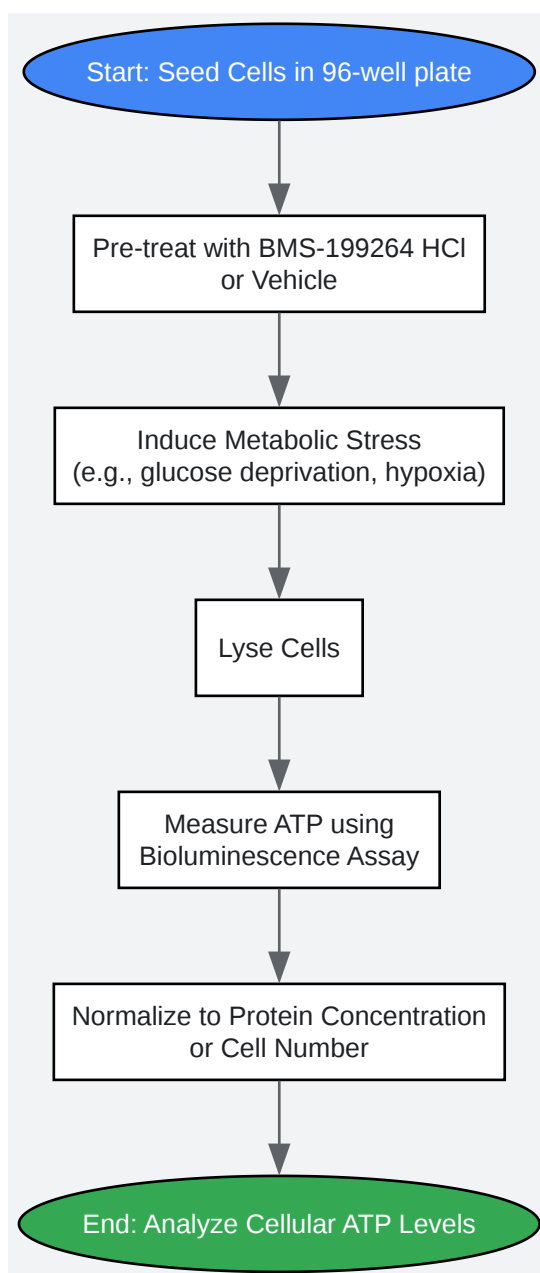 Start: Seed Cells in 96-well plate
Pre-treat with BMS-199264 HCl
or Vehicle
Induce Metabolic Stress
(e.g., glucose deprivation, hypoxia)
Lyse Cells
Measure ATP using
Bioluminescence Assay
Normalize to Protein Concentration
or Cell Number
End: Analyze Cellular ATP Levels